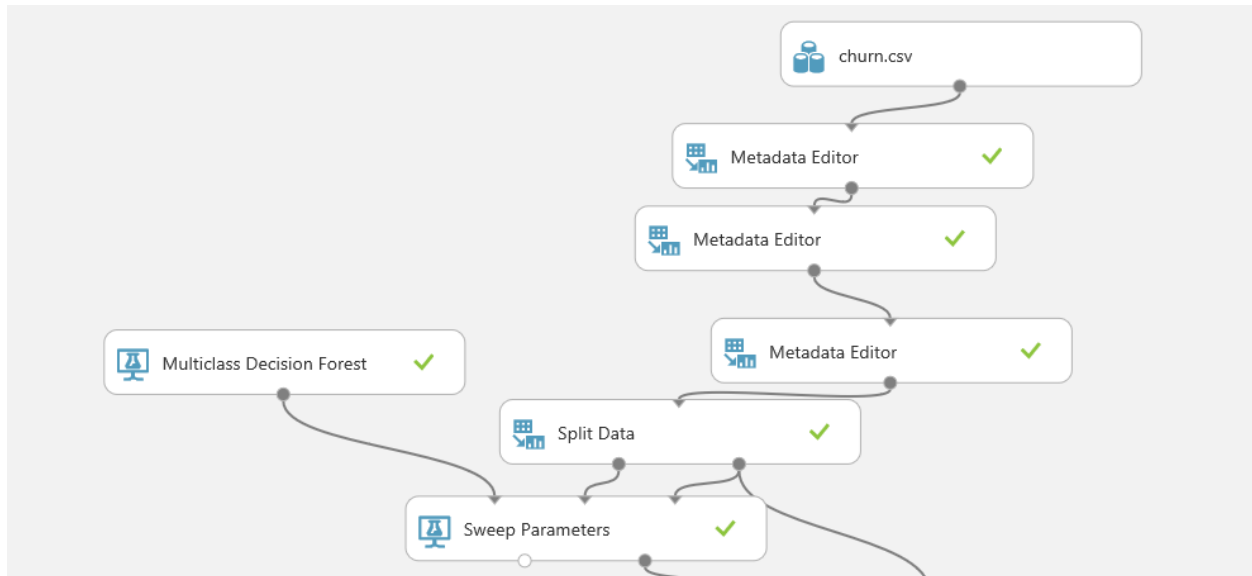 churn.csv
Metadata Editor
Metadata Editor
Metadata Editor
Multiclass Decision Forest
Split Data
Sweep Parameters